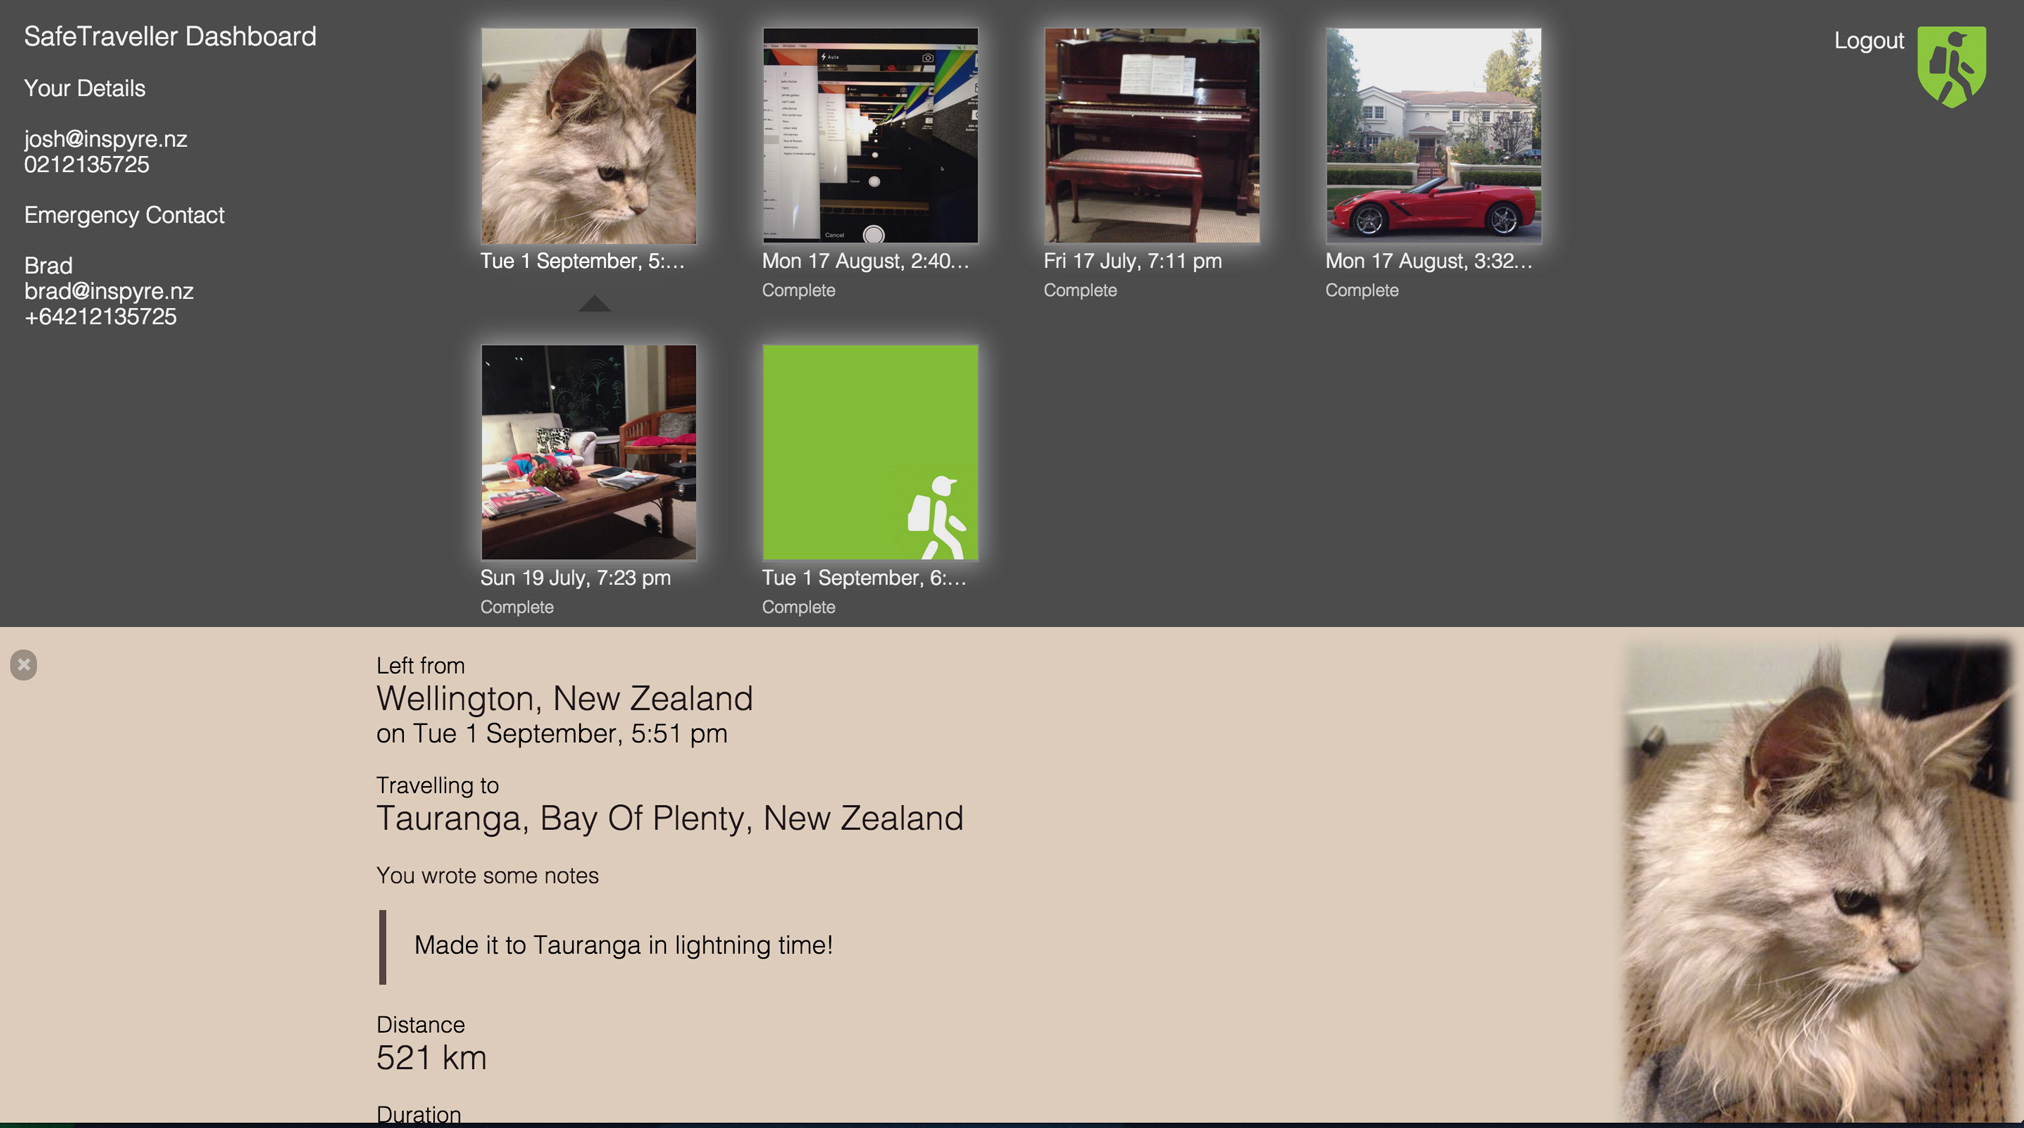 SafeTraveller Dashboard
Your Details
josh@inspyre.nz
0212135725
Emergency Contact
Brad
brad@inspyre.nz
+64212135725
Logout
Auto
Cancel
Tue 1 September, 5:...
Mon 17 August, 2:40...
Complete
Fri 17 July, 7:11 pm
Complete
Mon 17 August, 3:32...
Complete
Sun 19 July, 7:23 pm
Complete
Tue 1 September, 6:...
Complete
Left from
Wellington, New Zealand
on Tue 1 September, 5:51 pm
Travelling to
Tauranga, Bay Of Plenty, New Zealand
You wrote some notes
Made it to Tauranga in lightning time!
Distance
521 km
Duration